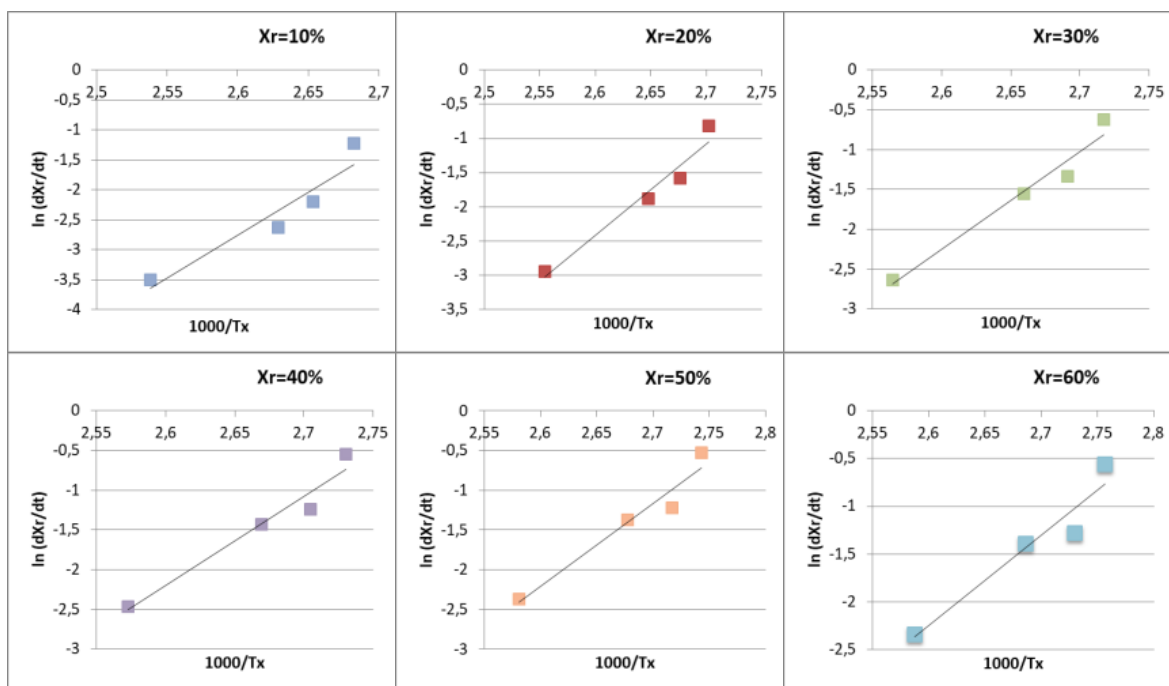 Xr=10%
0
2,5 2,55 2,6 2,65 2,7
-0,5
-1
-1,5
-2
-2,5
-3
-3,5
-4
ln (dXr/dt)
1000/Tx
Xr=20%
0
2,5 2,55 2,6 2,65 2,7 2,75
-0,5
-1
-1,5
-2
-2,5
-3
-3,5
ln (dXr/dt)
1000/Tx
Xr=30%
0
2,55 2,6 2,65 2,7 2,75
-0,5
-1
-1,5
-2
-2,5
-3
ln (dXr/dt)
1000/Tx
Xr=40%
0
2,55 2,6 2,65 2,7 2,75
-0,5
-1
-1,5
-2
-2,5
-3
ln (dXr/dt)
1000/Tx
Xr=50%
0
2,55 2,6 2,65 2,7 2,75 2,8
-0,5
-1
-1,5
-2
-2,5
-3
ln (dXr/dt)
1000/Tx
Xr=60%
0
2,55 2,6 2,65 2,7 2,75 2,8
-0,5
-1
-1,5
-2
-2,5
ln (dXr/dt)
1000/Tx